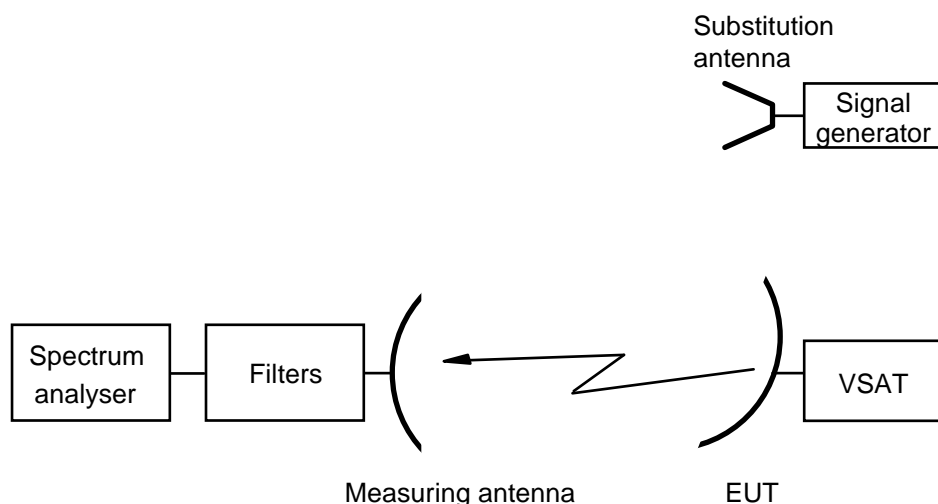 Substitution
antenna
Signal
generator
Spectrum
analyser
Filters
VSAT
Measuring antenna
EUT